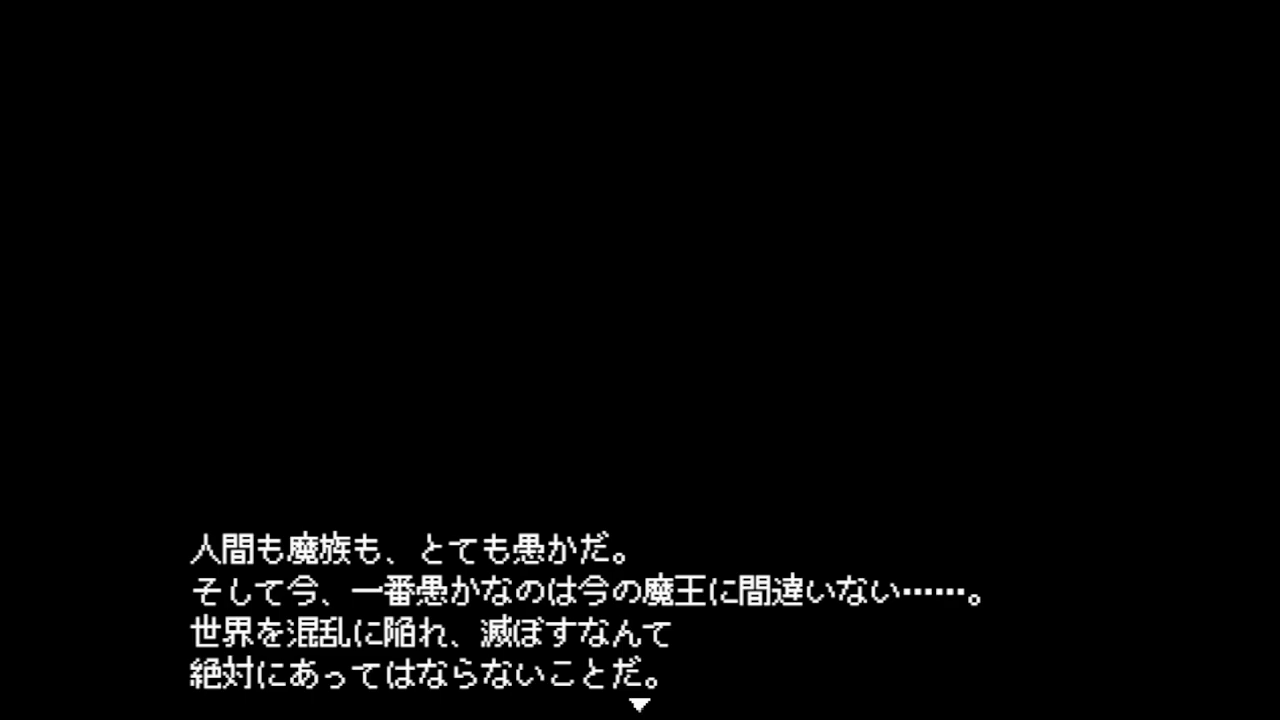 人間も魔族も、とても愚かだ。
そして今、一番愚かなのは今の魔王に間違いない……。
世界を混乱に陥れ、滅ぼすなんて
絶対にあってはならないことだ。